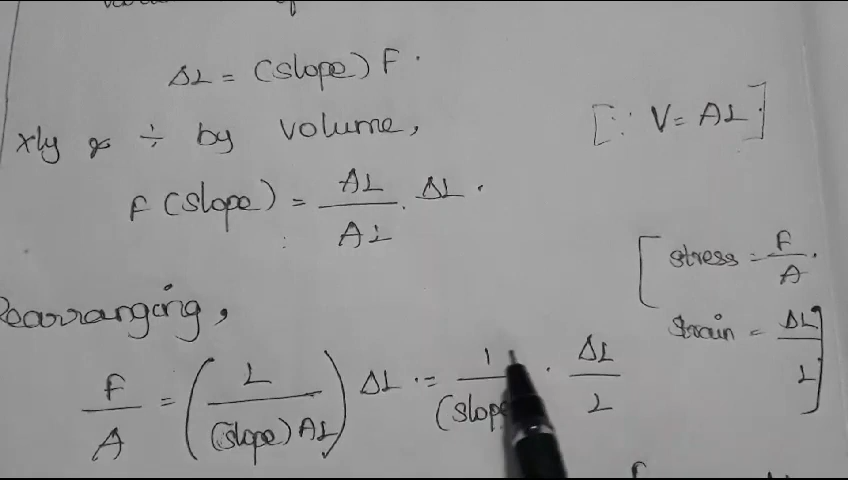 ΔL = (slope) F.
xly & ÷ by volume,
[∵ V = AL]
F (slope) = AL/AL . ΔL.
[stress = F/A.
Strain = ΔL/L]
Rearranging,
F/A = (L/(slope) AL) ΔL . = 1/(slope . ΔL/L